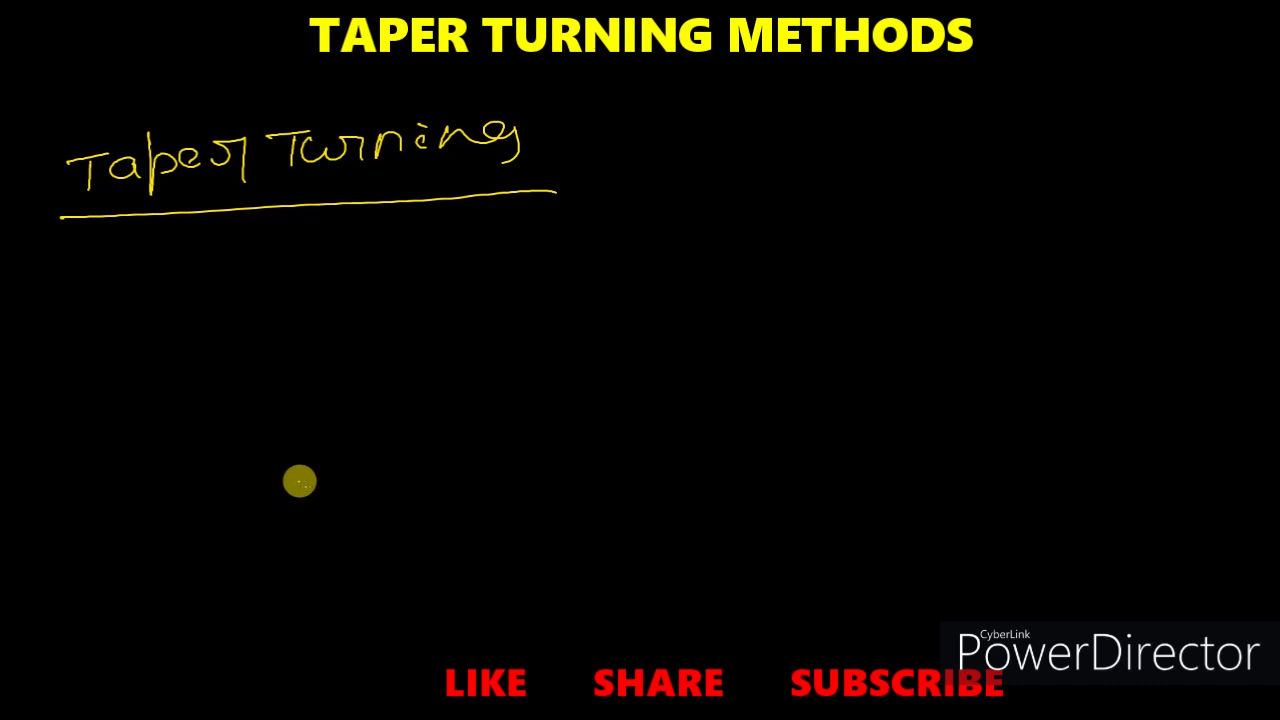 TAPER TURNING METHODS
Taper Turning
CyberLink
PowerDirector
LIKE SHARE SUBSCRIBE